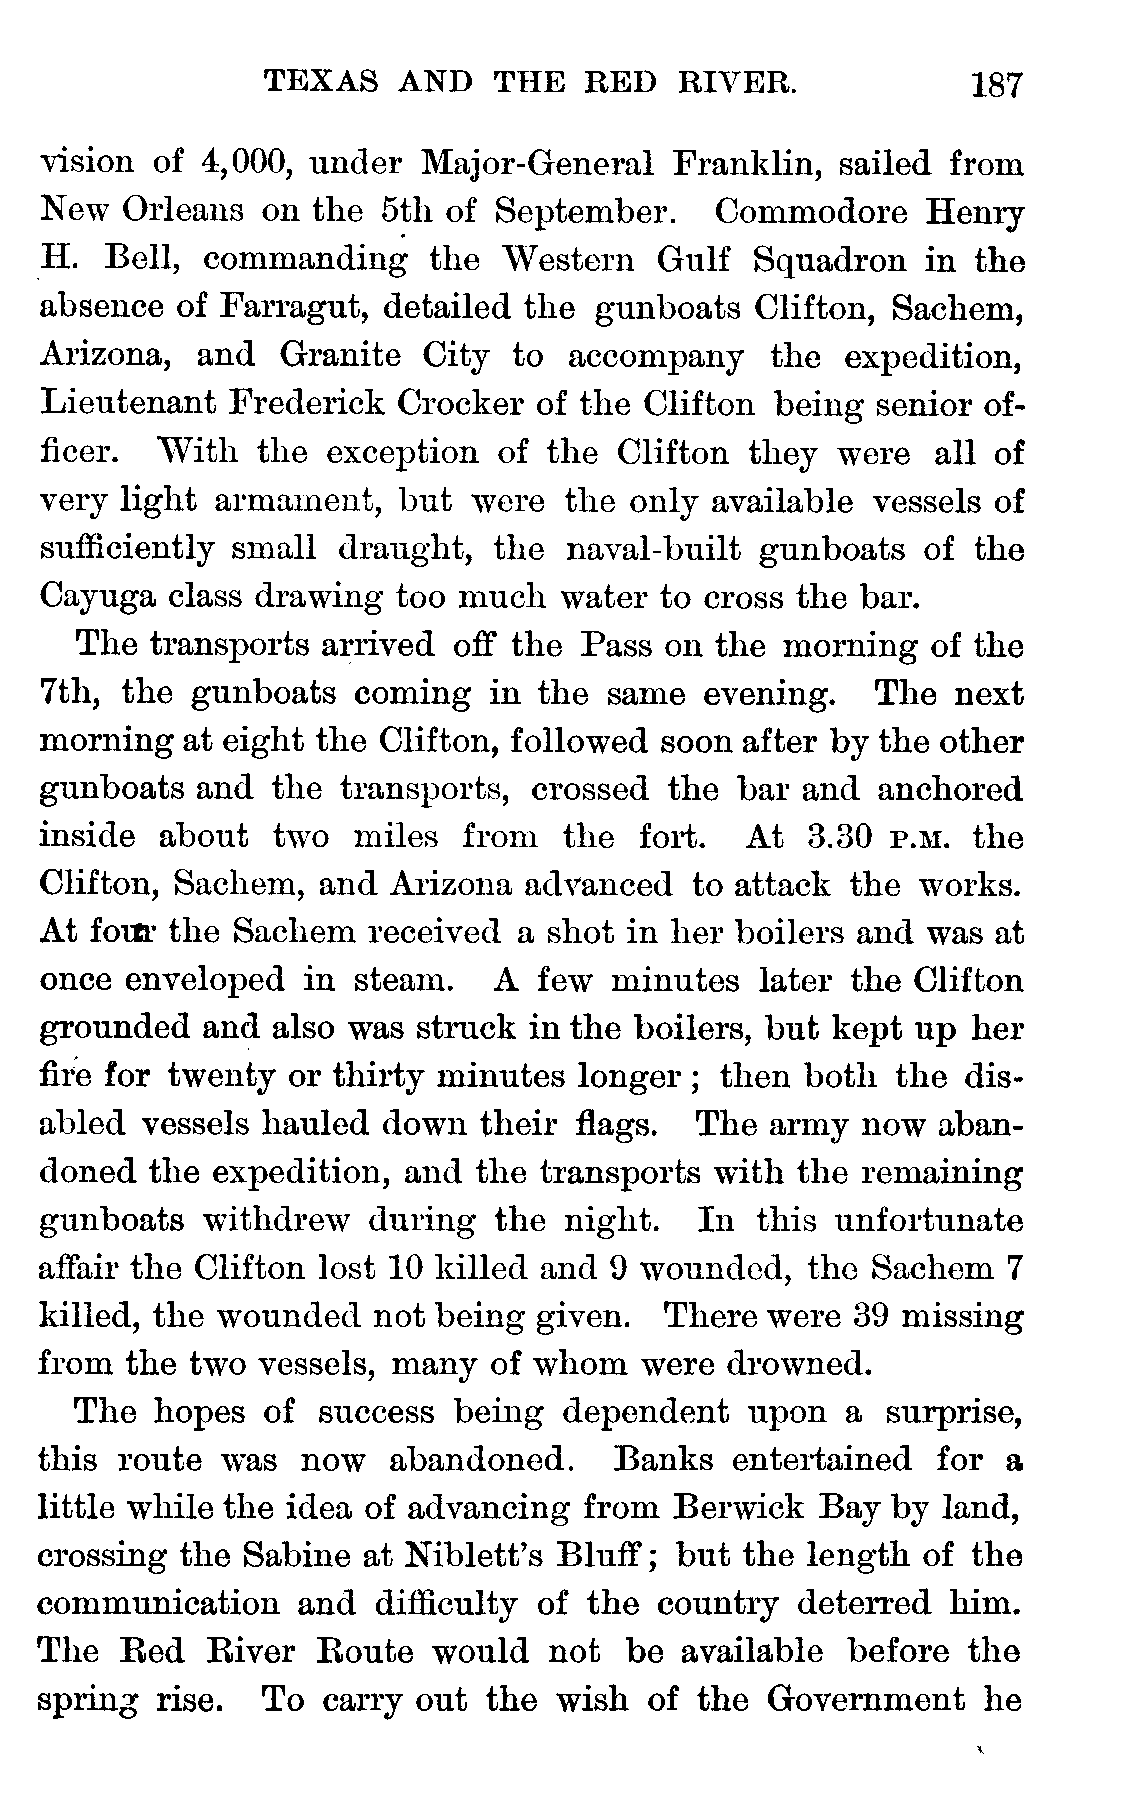 TEXAS AND THE RED RIVER. 187
vision of 4,000, under Major-General Franklin, sailed from
New Orleans on the 5th of September. Commodore Henry
H. Bell, commanding the Western Gulf Squadron in the
absence of Farragut, detailed the gunboats Clifton, Sachem,
Arizona, and Granite City to accompany the expedition,
Lieutenant Frederick Crocker of the Clifton being senior of-
ficer. With the exception of the Clifton they were all of
very light armament, but were the only available vessels of
sufficiently small draught, the naval-built gunboats of the
Cayuga class drawing too much water to cross the bar.
The transports arrived off the Pass on the morning of the
7th, the gunboats coming in the same evening. The next
morning at eight the Clifton, followed soon after by the other
gunboats and the transports, crossed the bar and anchored
inside about two miles from the fort. At 3.30 P.M. the
Clifton, Sachem, and Arizona advanced to attack the works.
At four the Sachem received a shot in her boilers and was at
once enveloped in steam. A few minutes later the Clifton
grounded and also was struck in the boilers, but kept up her
fire for twenty or thirty minutes longer; then both the dis-
abled vessels hauled down their flags. The army now aban-
doned the expedition, and the transports with the remaining
gunboats withdrew during the night. In this unfortunate
affair the Clifton lost 10 killed and 9 wounded, the Sachem 7
killed, the wounded not being given. There were 39 missing
from the two vessels, many of whom were drowned.
The hopes of success being dependent upon a surprise,
this route was now abandoned. Banks entertained for a
little while the idea of advancing from Berwick Bay by land,
crossing the Sabine at Niblett's Bluff; but the length of the
communication and difficulty of the country deterred him.
The Red River Route would not be available before the
spring rise. To carry out the wish of the Government he